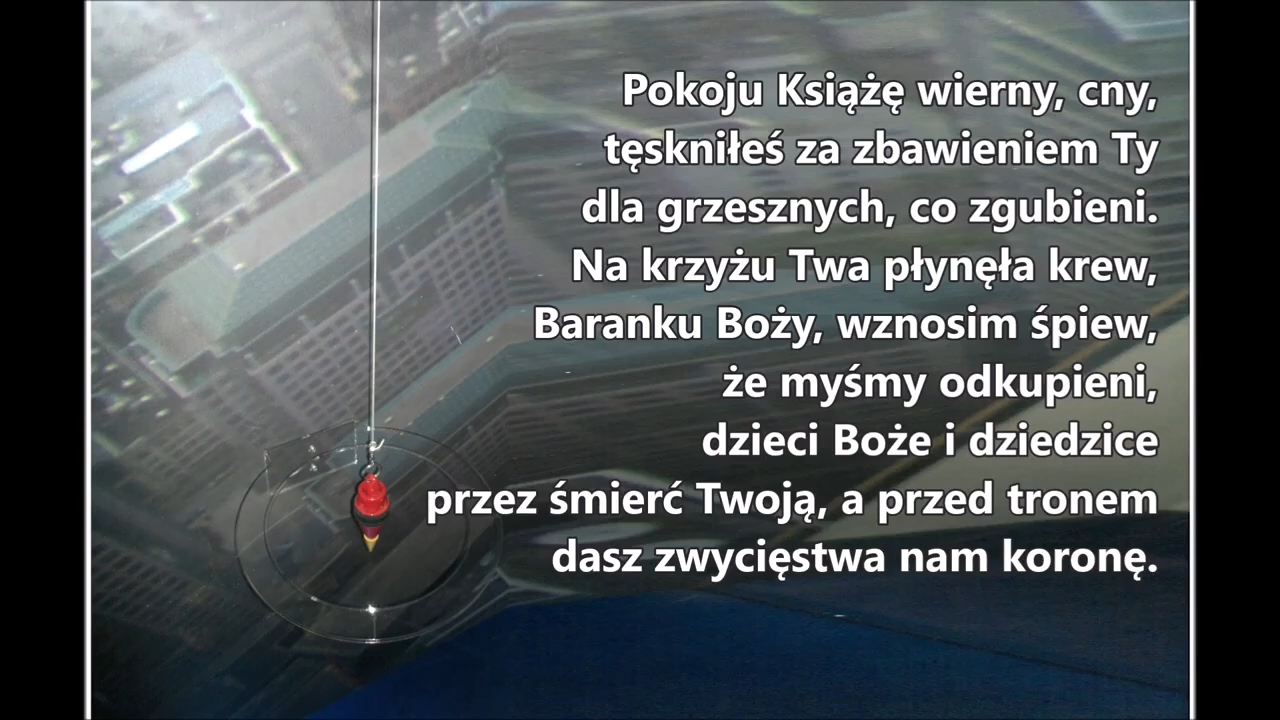 Pokoju Książę wierny, cny,
tęskniłeś za zbawieniem Ty
dla grzesznych, co zgubieni.
Na krzyżu Twa płynęła krew,
Baranku Boży, wznosim śpiew,
że myśmy odkupieni,
dzieci Boże i dziedzice
przez śmierć Twoją, a przed tronem
dasz zwycięstwa nam koronę.